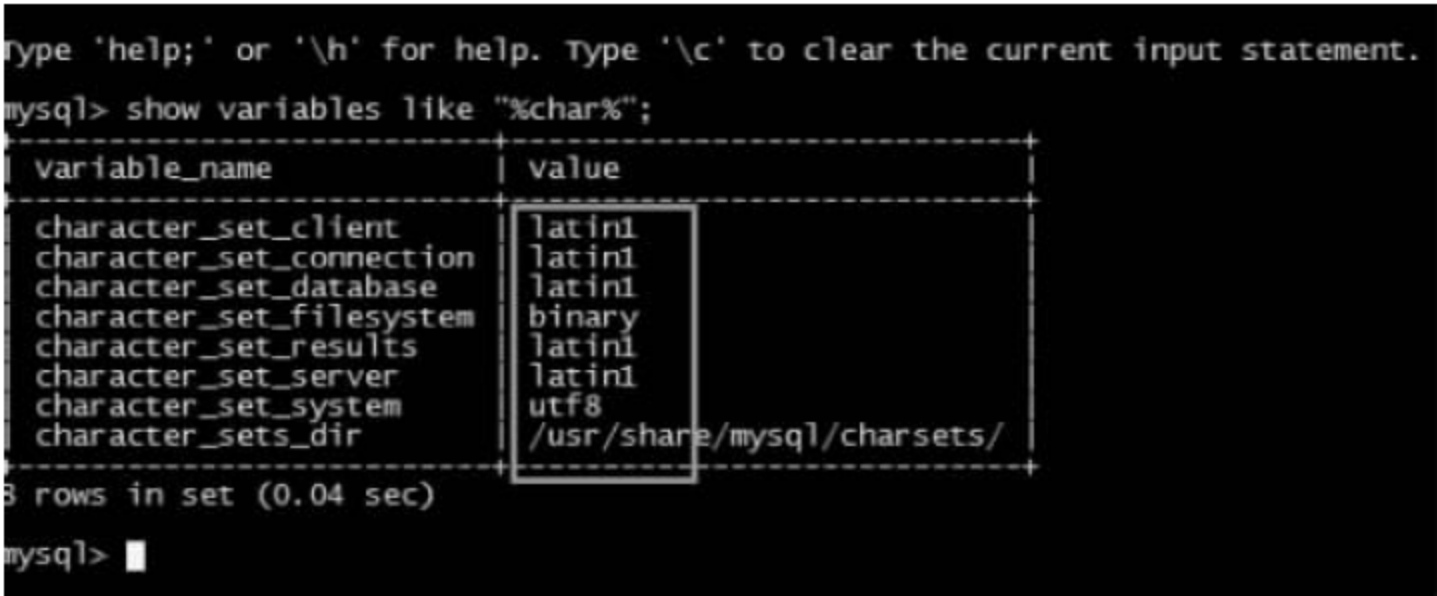 Type 'help;' or '\h' for help. Type '\c' to clear the current input statement.
mysql> show variables like "%char%";
+--------------------------+----------------------------+
| Variable_name | Value |
+--------------------------+----------------------------+
| character_set_client | latin1 |
| character_set_connection | latin1 |
| character_set_database | latin1 |
| character_set_filesystem | binary |
| character_set_results | latin1 |
| character_set_server | latin1 |
| character_set_system | utf8 |
| character_sets_dir | /usr/share/mysql/charsets/ |
+--------------------------+----------------------------+
8 rows in set (0.04 sec)
mysql>